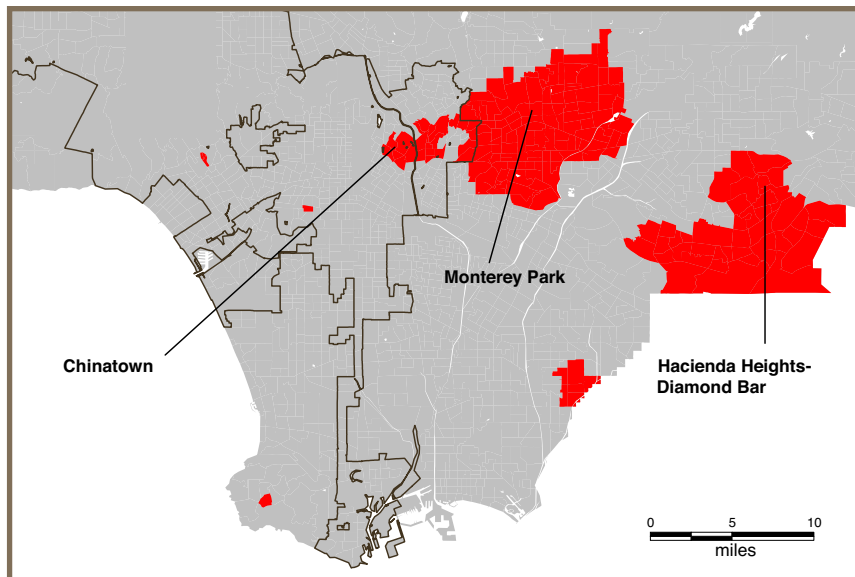 Monterey Park
Chinatown
Hacienda Heights-
Diamond Bar
0 5 10
miles